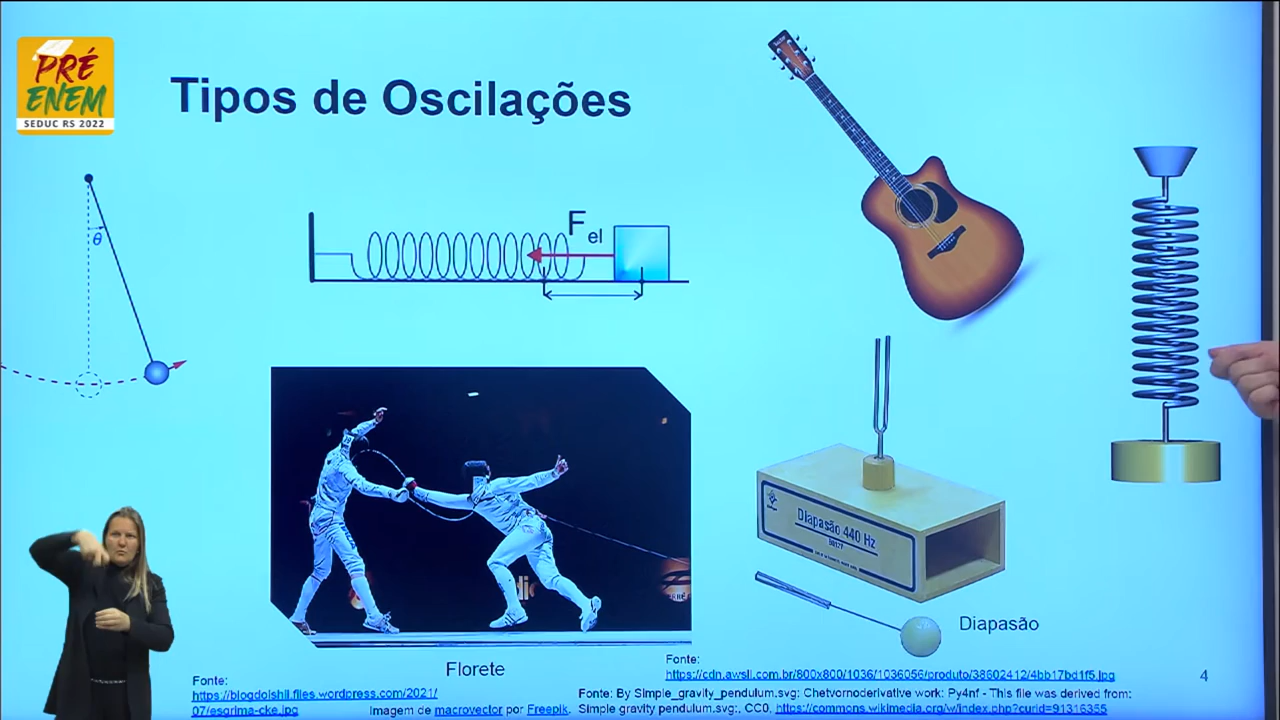 PRÉ
ENEM
SEDUC RS 2022
Tipos de Oscilações
θ
F el
Diapasão 440 Hz
Diapasão
Florete
Fonte:
https://blogdoishii.files.wordpress.com/2021/
07/esgrima-cke.jpg
Imagem de macrovector por Freepik.
Fonte:
https://cdn.awsli.com.br/800x800/1036/1036056/produto/38602412/4bb17bd1f5.jpg
Fonte: By Simple_gravity_pendulum.svg: Chetvornoderivative work: Py4nf - This file was derived from:
Simple gravity pendulum.svg:, CC0, https://commons.wikimedia.org/w/index.php?curid=91316355
4